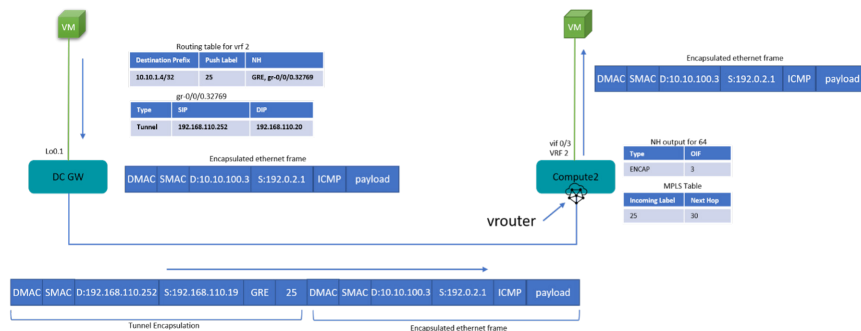 VM
Routing table for vrf 2
Destination Prefix Push Label NH
10.10.1.4/32 25 GRE, gr-0/0/0.32769
gr-0/0/0.32769
Type SIP DIP
Tunnel 192.168.110.252 192.168.110.20
Lo0.1
DC GW
Encapsulated ethernet frame
DMAC SMAC D:10.10.100.3 S:192.0.2.1 ICMP payload
VM
Encapsulated ethernet frame
DMAC SMAC D:10.10.100.3 S:192.0.2.1 ICMP payload
vif 0/3
VRF 2
Compute2
vrouter
NH output for 64
Type OIF
ENCAP 3
MPLS Table
Incoming Label Next Hop
25 30
DMAC SMAC D:192.168.110.252 S:192.168.110.19 GRE 25 DMAC SMAC D:10.10.100.3 S:192.0.2.1 ICMP payload
Tunnel Encapsulation
Encapsulated ethernet frame